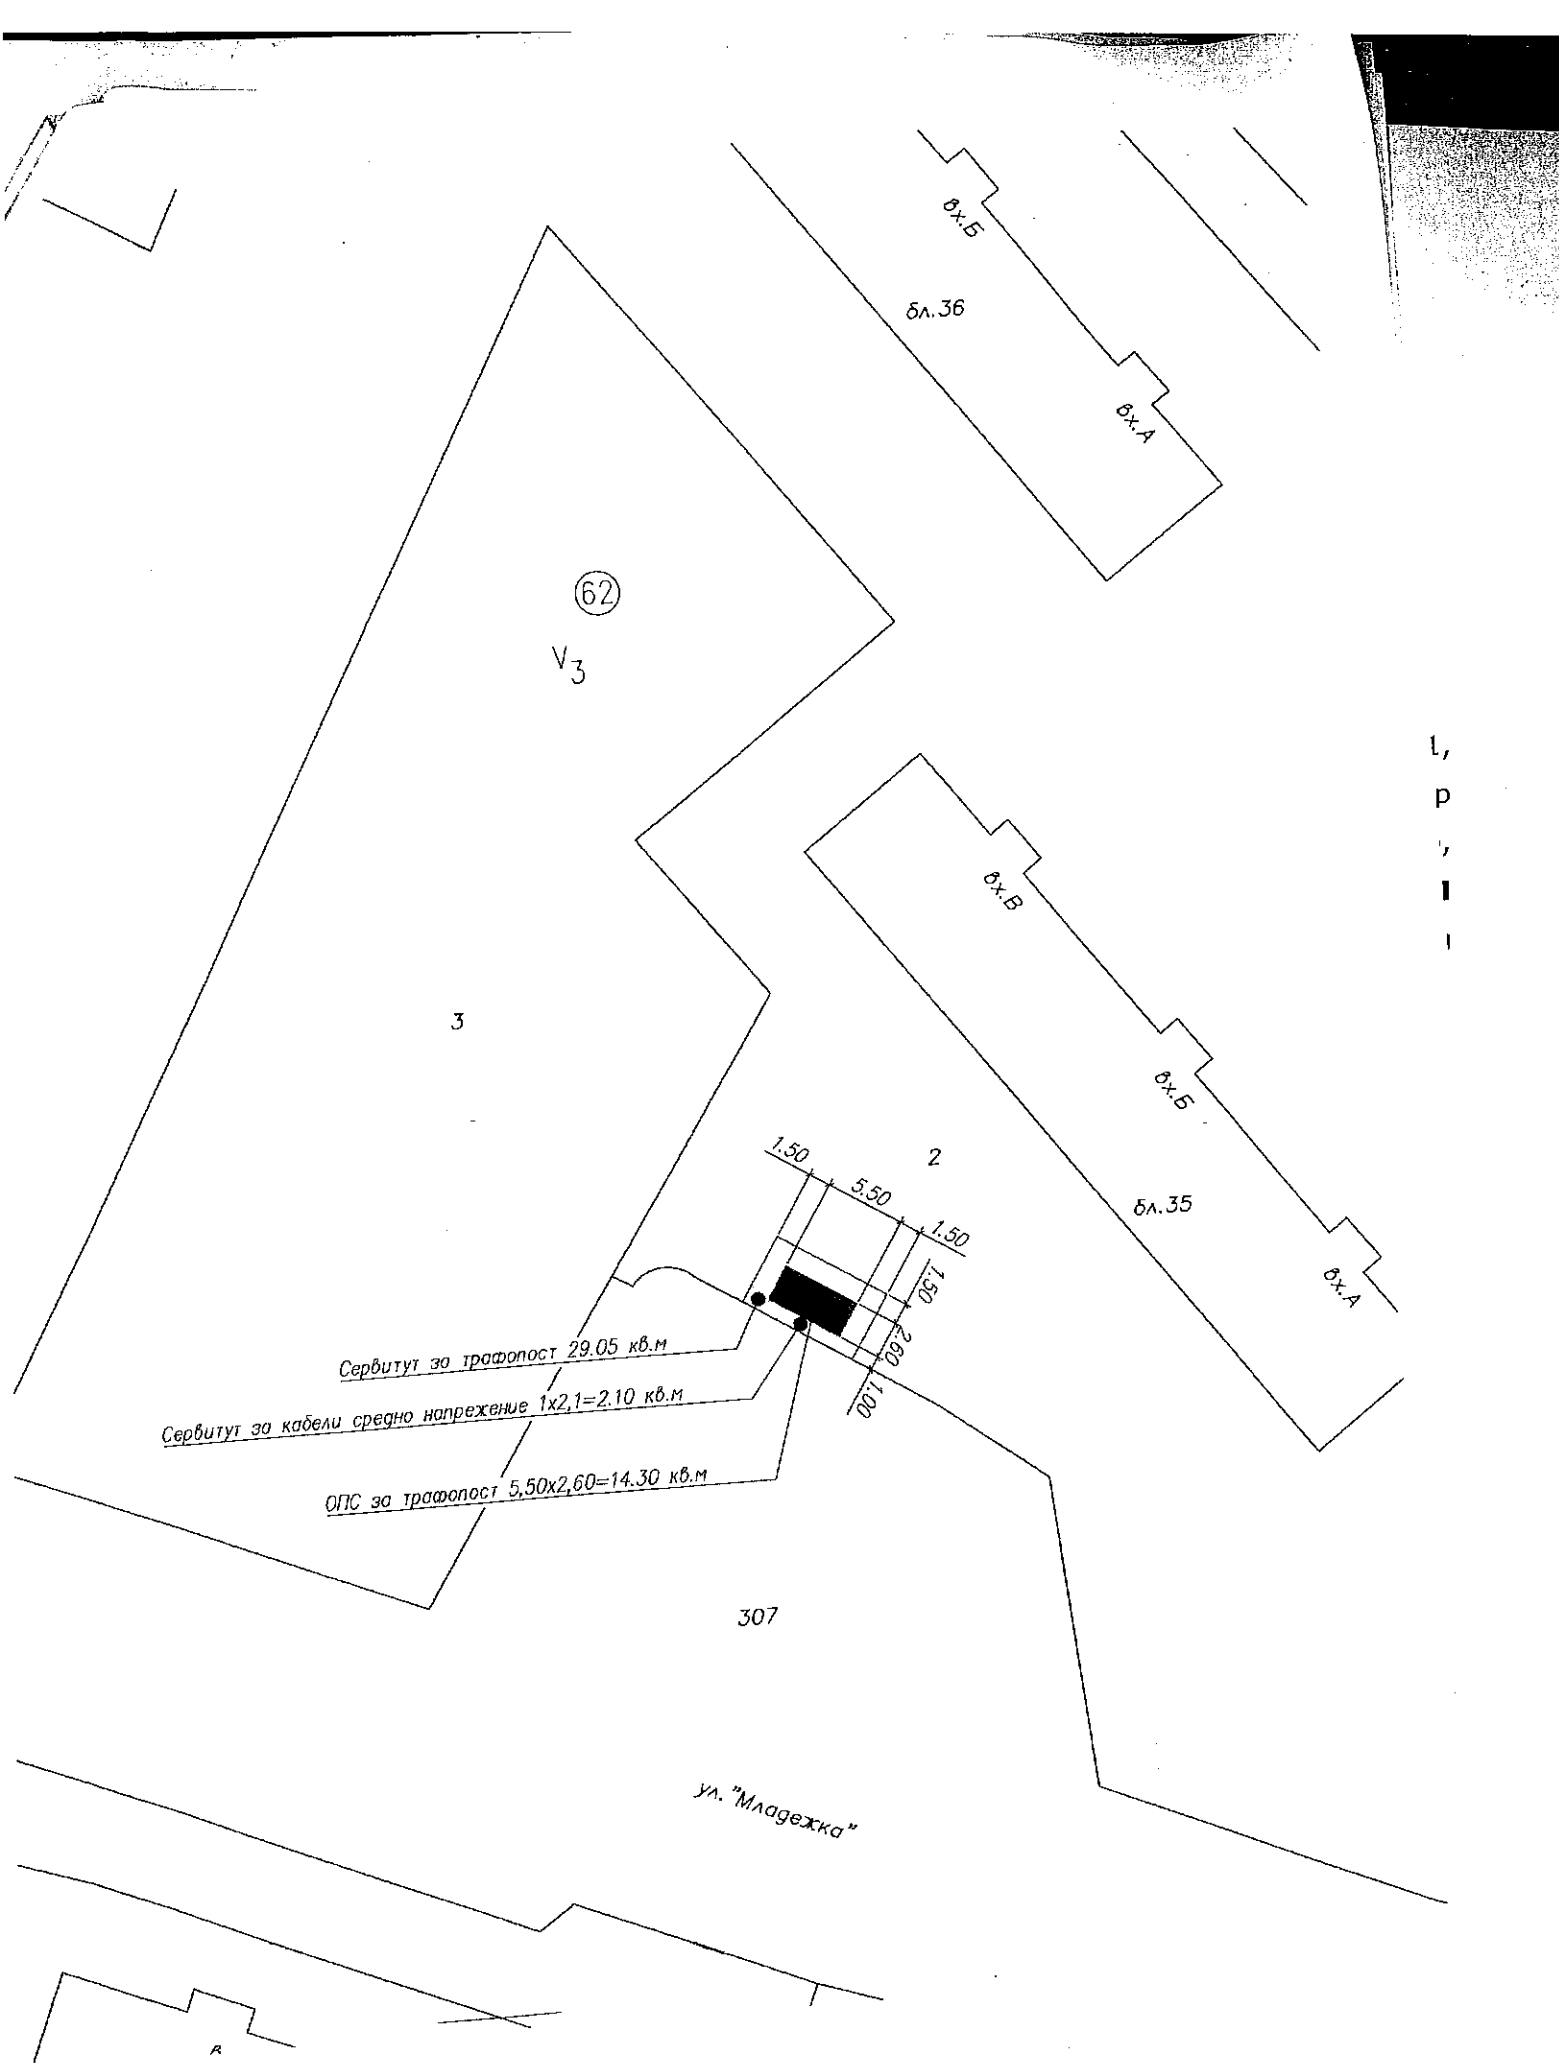 вх.Б
бл.36
вх.А
62
V3
вх.В
3
вх.Б
2
1.50
5.50
1.50
бл.35
1.50
вх.А
2.60
1.00
Сервитут за трафопост 29.05 кв.м
Сервитут за кабели средно напрежение 1х2,1=2.10 кв.м
ОПС за трафопост 5,50х2,60=14.30 кв.м
307
ул. "Младежка"